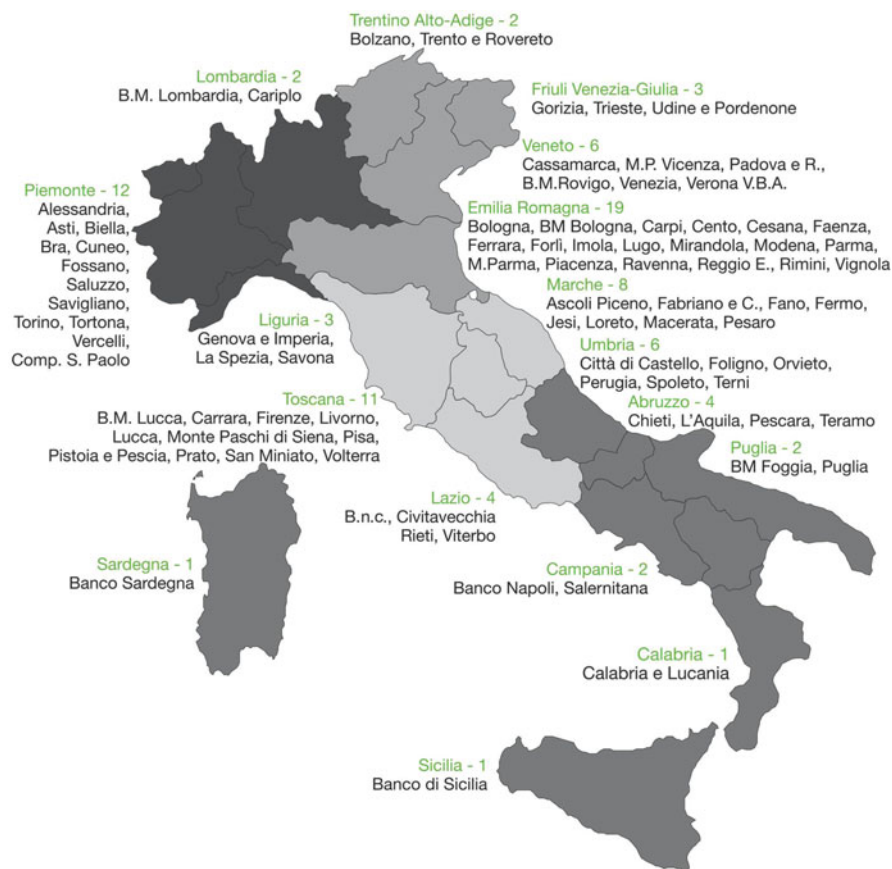 Trentino Alto-Adige - 2
Bolzano, Trento e Rovereto
Lombardia - 2
B.M. Lombardia, Cariplo
Friuli Venezia-Giulia - 3
Gorizia, Trieste, Udine e Pordenone
Veneto - 6
Cassamarca, M.P. Vicenza, Padova e R.,
B.M.Rovigo, Venezia, Verona V.B.A.
Piemonte - 12
Alessandria,
Asti, Biella,
Bra, Cuneo,
Fossano,
Saluzzo,
Savigliano,
Torino, Tortona,
Vercelli,
Comp. S. Paolo
Emilia Romagna - 19
Bologna, BM Bologna, Carpi, Cento, Cesana, Faenza,
Ferrara, Forlì, Imola, Lugo, Mirandola, Modena, Parma,
M.Parma, Piacenza, Ravenna, Reggio E., Rimini, Vignola
Marche - 8
Ascoli Piceno, Fabriano e C., Fano, Fermo,
Jesi, Loreto, Macerata, Pesaro
Liguria - 3
Genova e Imperia,
La Spezia, Savona
Umbria - 6
Città di Castello, Foligno, Orvieto,
Perugia, Spoleto, Terni
Toscana - 11
B.M. Lucca, Carrara, Firenze, Livorno,
Lucca, Monte Paschi di Siena, Pisa,
Pistoia e Pescia, Prato, San Miniato, Volterra
Abruzzo - 4
Chieti, L'Aquila, Pescara, Teramo
Puglia - 2
BM Foggia, Puglia
Lazio - 4
B.n.c., Civitavecchia
Rieti, Viterbo
Sardegna - 1
Banco Sardegna
Campania - 2
Banco Napoli, Salernitana
Calabria - 1
Calabria e Lucania
Sicilia - 1
Banco di Sicilia